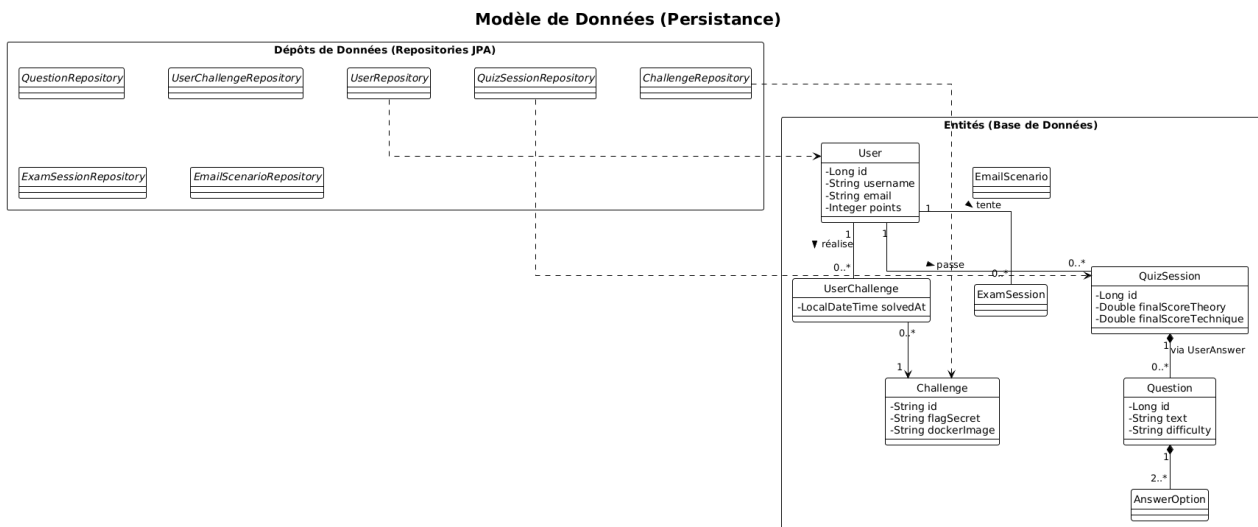 Modèle de Données (Persistance)
Dépôts de Données (Repositories JPA)
QuestionRepository
UserChallengeRepository
UserRepository
QuizSessionRepository
ChallengeRepository
ExamSessionRepository
EmailScenarioRepository
Entités (Base de Données)
User
-Long id
-String username
-String email
-Integer points
EmailScenario
1
tente
0..*
1
réalise
0..*
1
passe
0..*
UserChallenge
-LocalDateTime solvedAt
ExamSession
QuizSession
-Long id
-Double finalScoreTheory
-Double finalScoreTechnique
0..*
1
1
via UserAnswer
0..*
Challenge
-String id
-String flagSecret
-String dockerImage
Question
-Long id
-String text
-String difficulty
1
2..*
AnswerOption